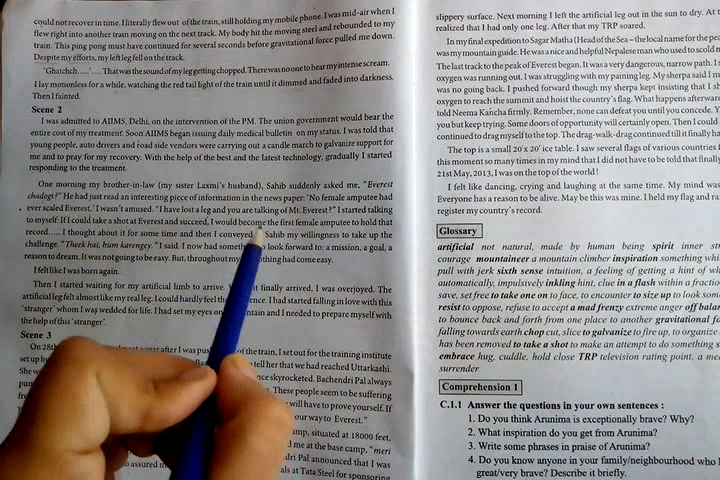 could not recover in time. I literally flew out of the train, still holding my mobile phone. I was mid-air when I
flew right into another train moving on the next track. My body hit the moving steel and rebounded to my
train. This ping pong must have continued for several seconds before gravitational force pulled me down.
Despite my efforts, my left leg fell on the track.
'Ghatchch.....'..... That was the sound of my leg getting chopped. There was no one to hear my intense scream.
I lay motionless for a while, watching the red tail light of the train until it dimmed and faded into darkness.
Then I fainted.
Scene 2
I was admitted to AIIMS, Delhi, on the intervention of the PM. The union government would bear the
entire cost of my treatment. Soon AIIMS began issuing daily medical bulletin on my status. I was told that
young people, auto drivers and road side vendors were carrying out a candle march to galvanize support for
me and to pray for my recovery. With the help of the best and the latest technology, gradually I started
responding to the treatment.
One morning my brother-in-law (my sister Laxmi's husband), Sahib suddenly asked me, "Everest
chadogi?" He had just read an interesting piece of information in the news paper: 'No female amputee had
ever scaled Everest.' I wasn't amused. "I have lost a leg and you are talking of Mt. Everest?" I started talking
to myself: If I could take a shot at Everest and succeed, I would become the first female amputee to hold that
record..... I thought about it for some time and then I conveyed Sahib my willingness to take up the
challenge. "Theek hai, hum karengey." I said. I now had look forward to: a mission, a goal, a
reason to dream. It was not going to be easy. But, throughout my had come easy.
I felt like I was born again.
Then I started waiting for my artificial limb to arrive. finally arrived, I was overjoyed. The
artificial leg felt almost like my real leg. I could hardly feel the I had started falling in love with this
'stranger' whom I was wedded for life. I had set my eyes on and I needed to prepare myself with
the help of this 'stranger'.
Scene 3
On 28th year after I was of the train, I set out for the training institute
set up by tell her that we had reached Uttarkashi.
She skyrocketed. Bachendri Pal always
These people seem to be suffering
will have to prove yourself. If
our way to Everest."
situated at 18000 feet,
me at the base camp, "meri
Pal announced that I was
assured at Tata Steel for sponsoring
slippery surface. Next morning I left the artificial leg out in the sun to dry. At
realized that I had only one leg. After that my TRP soared.
In my final expedition to Sagar Matha (Head of the Sea – the local name for the
was my mountain guide. He was a nice and helpful Nepalese man who used to scold
The last track to the peak of Everest began. It was a very dangerous, narrow path. I
oxygen was running out. I was struggling with my paining leg. My sherpa said I
was no going back. I pushed forward though my sherpa kept insisting that I
oxygen to reach the summit and hoist the country's flag. What happens afterward
told Neema Kancha firmly. Remember, none can defeat you until you concede.
you but keep trying. Some doors of opportunity will certainly open. Then I could
continued to drag myself to the top. The drag-walk-drag continued till it finally
The top is a small 20'x 20' ice table. I saw several flags of various countries
this moment so many times in my mind that I did not have to be told that finally
21st May, 2013, I was on the top of the world!
I felt like dancing, crying and laughing at the same time. My mind was
Everyone has a reason to be alive. May be this was mine. I held my flag and
register my country's record.
Glossary
artificial not natural, made by human being spirit inner
courage mountaineer a mountain climber inspiration something
pull with jerk sixth sense intuition, a feeling of getting a hint of
automatically, impulsively inkling hint, clue in a flash within a fraction
save, set free to take one on to face, to encounter to size up to look
resist to oppose, refuse to accept a mad frenzy extreme anger off
to bounce back and forth from one place to another gravitational
falling towards earth chop cut, slice to galvanize to fire up, to organize
has been removed to take a shot to make an attempt to do something
embrace hug, cuddle, hold close TRP television rating point, a
surrender
Comprehension 1
C.1.1 Answer the questions in your own sentences :
1. Do you think Arunima is exceptionally brave? Why?
2. What inspiration do you get from Arunima?
3. Write some phrases in praise of Arunima?
4. Do you know anyone in your family/neighbourhood who
great/very brave? Describe it briefly.